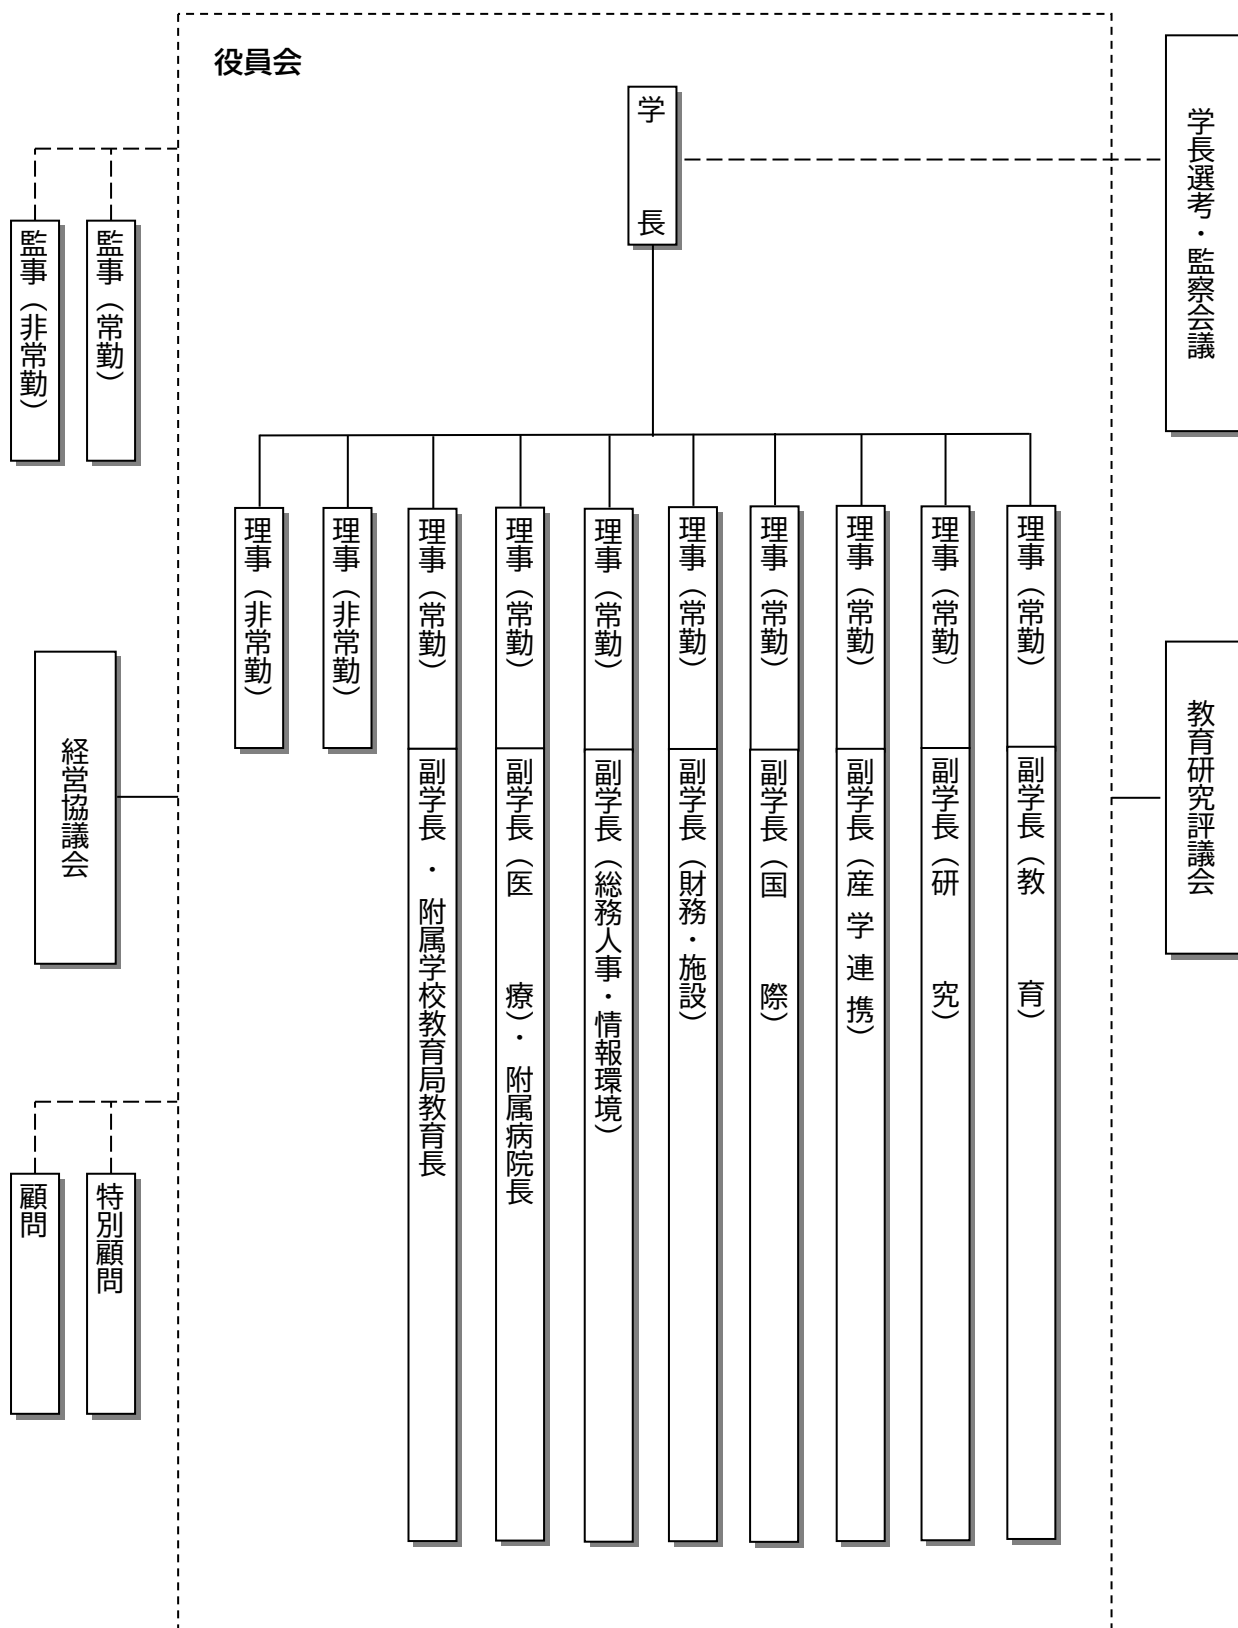 役員会
学長
学長選考・監察会議
監事（常勤）
監事（非常勤）
理事（常勤）
副学長（教育）
理事（常勤）
副学長（研究）
理事（常勤）
副学長（産学連携）
理事（常勤）
副学長（国際）
理事（常勤）
副学長（財務・施設）
理事（常勤）
副学長（総務人事・情報環境）
理事（常勤）
副学長（医療）・附属病院長
理事（常勤）
副学長・附属学校教育局教育長
理事（非常勤）
理事（非常勤）
教育研究評議会
経営協議会
特別顧問
顧問